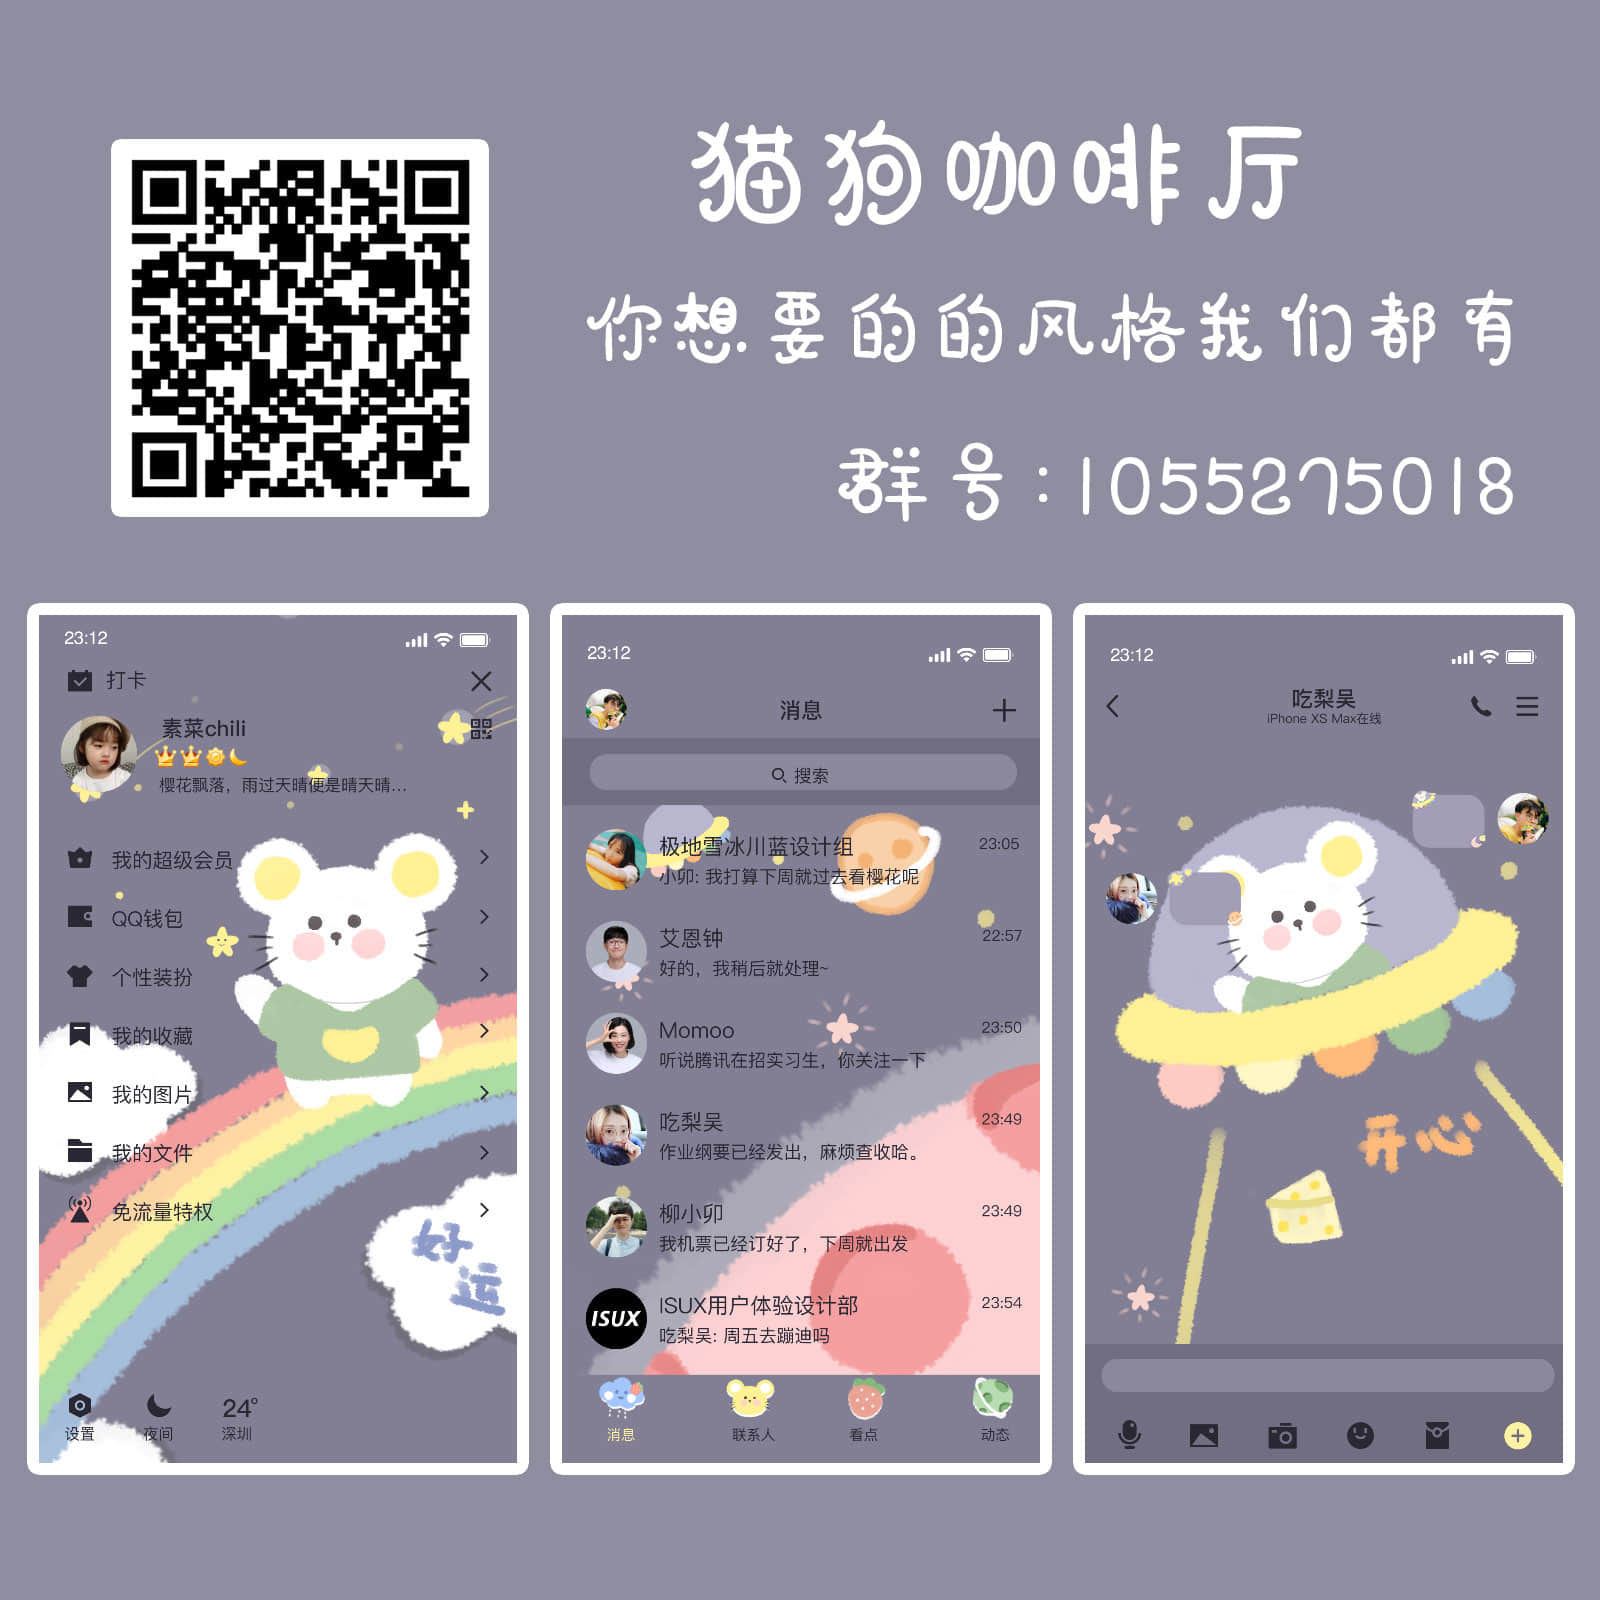 猫狗咖啡厅
你想要的的风格我们都有
群号:1055275018
23:12
打卡
素菜chili
樱花飘落，雨过天晴便是晴天晴...
我的超级会员
QQ钱包
个性装扮
我的收藏
我的图片
我的文件
免流量特权
好运
设置
夜间
24°
深圳
23:12
消息
搜索
极地雪冰川蓝设计组
23:05
小卯: 我打算下周就过去看樱花呢
艾恩钟
22:57
好的，我稍后就处理~
Momoo
23:50
听说腾讯在招实习生，你关注一下
吃梨吴
23:49
作业纲要已经发出，麻烦查收哈。
柳小卯
23:49
我机票已经订好了，下周就出发
ISUX
ISUX用户体验设计部
23:54
吃梨吴: 周五去蹦迪吗
消息
联系人
看点
动态
23:12
吃梨吴
iPhone XS Max在线
开心